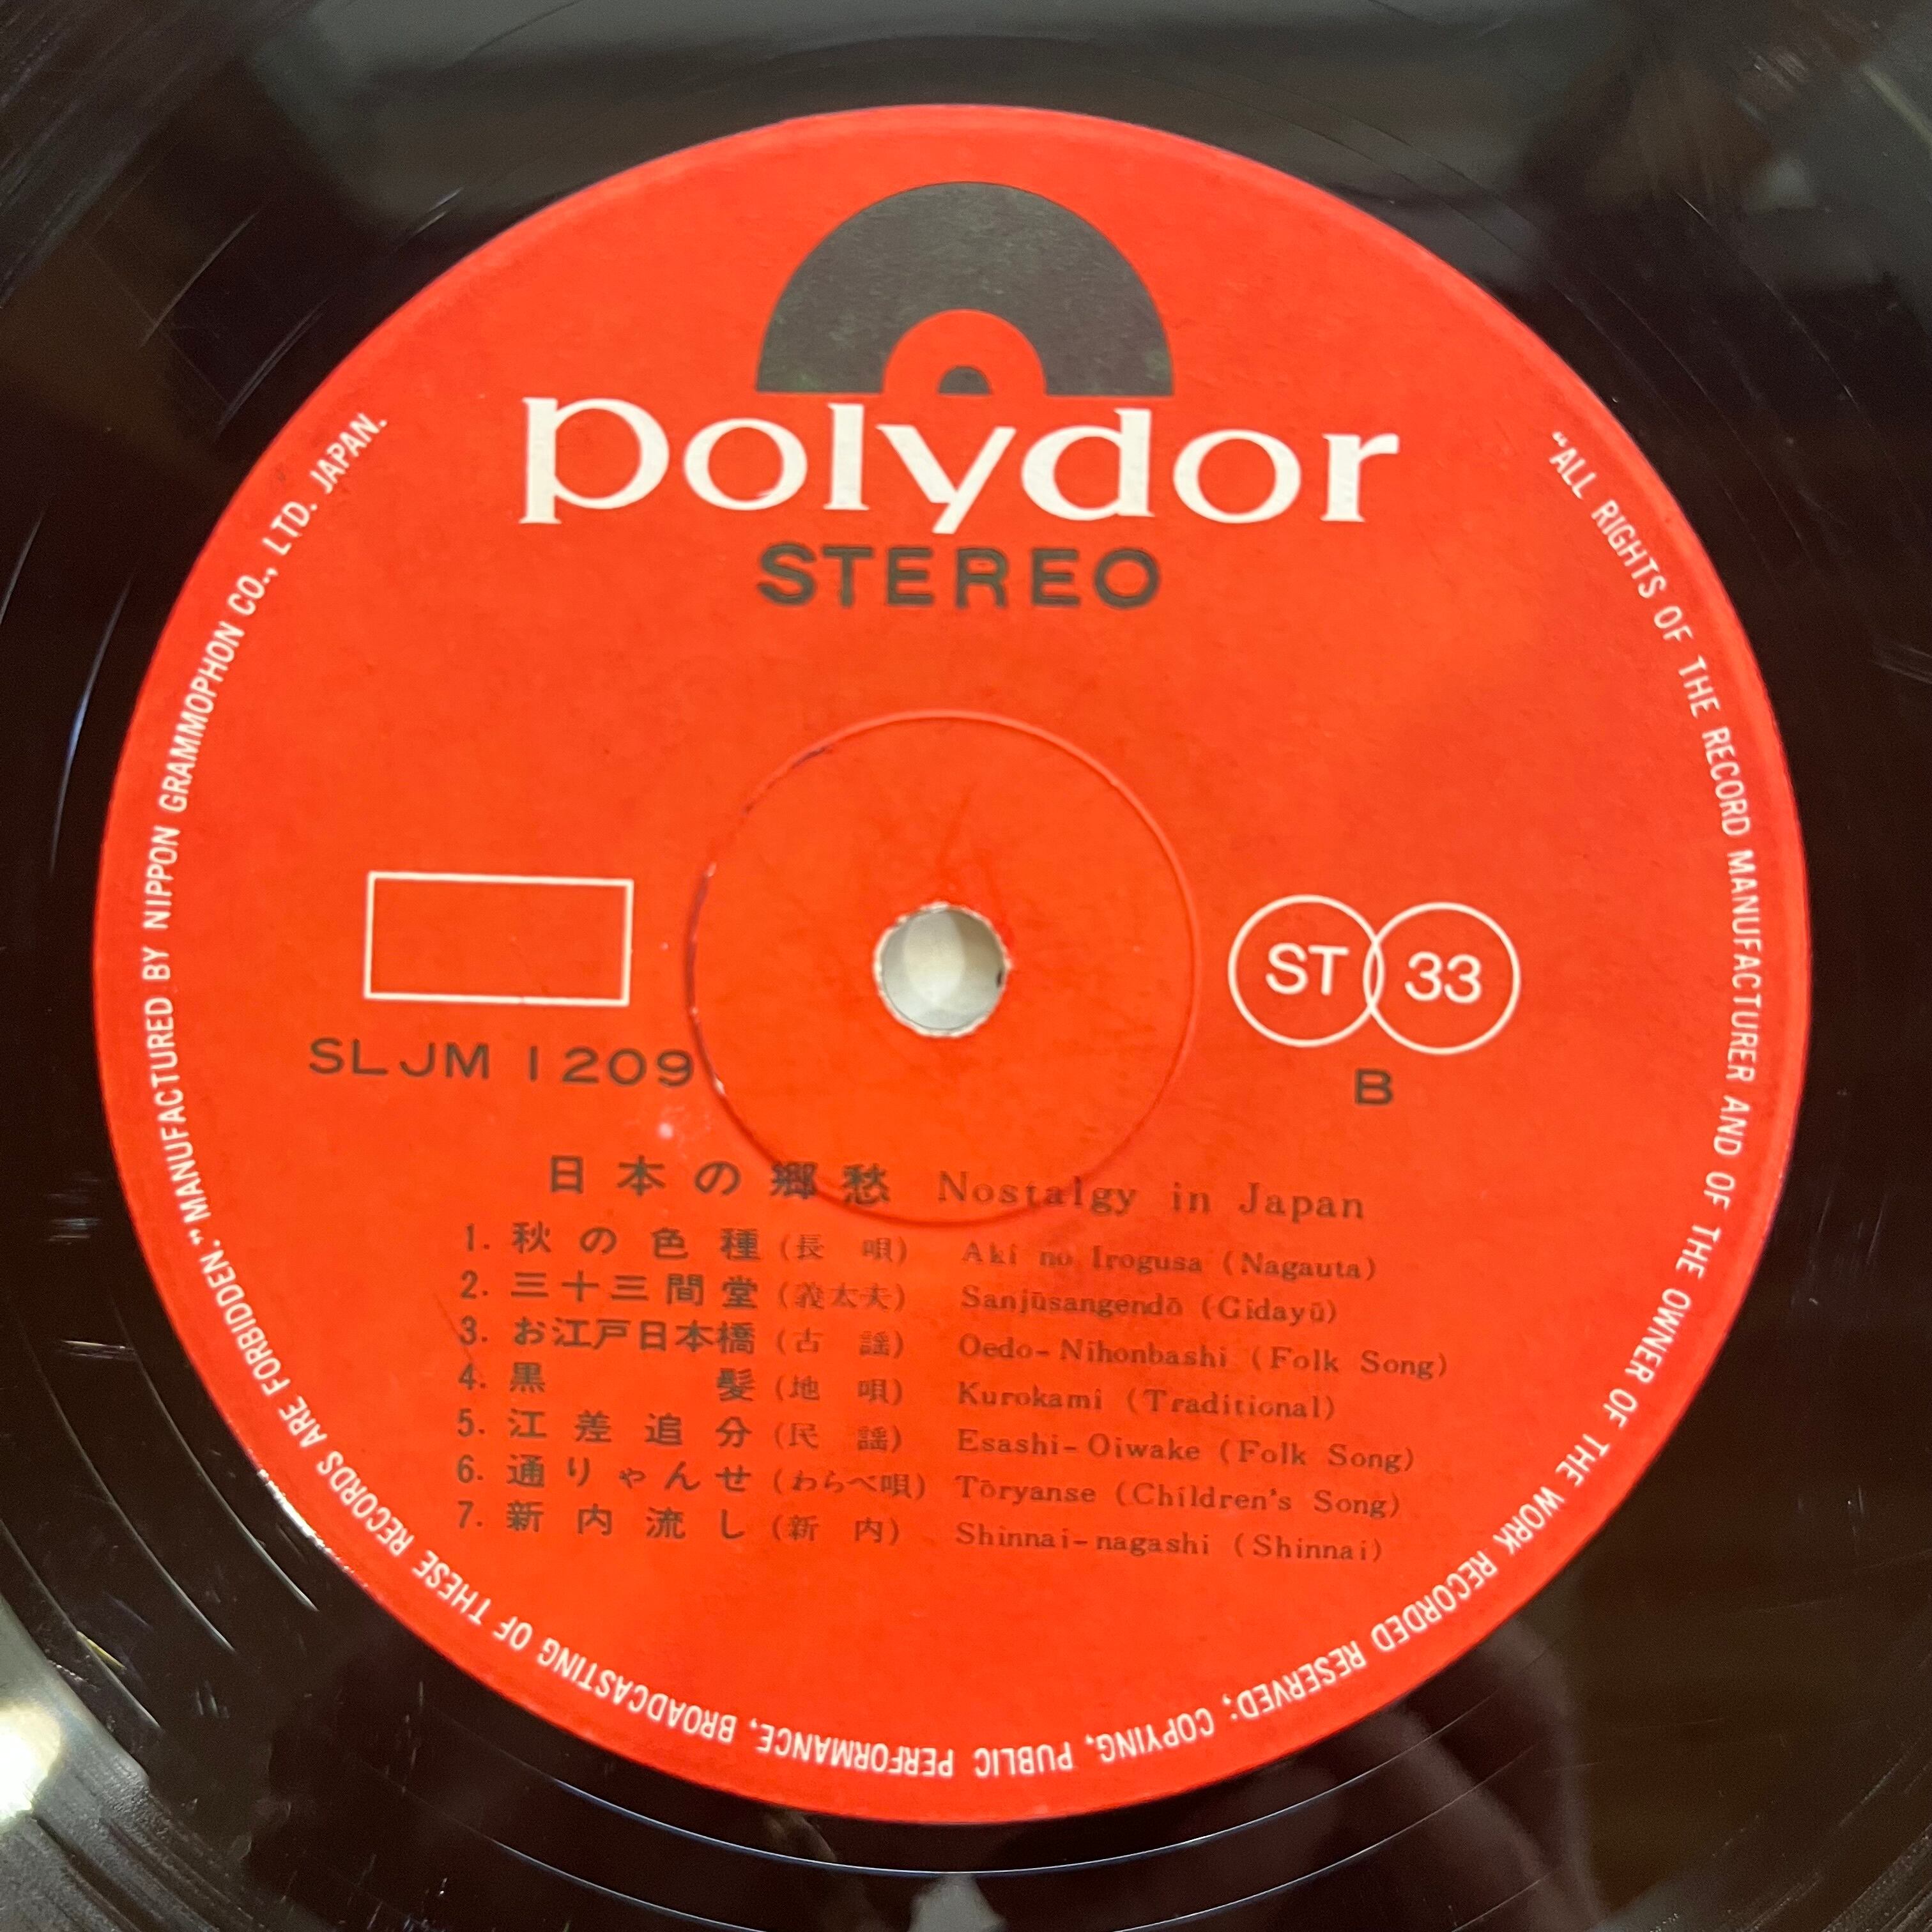 polydor
STEREO
ST 33
SLJM 1209
B
日本の郷愁 Nostalgy in Japan
1. 秋の色種 (長唄) Aki no Irogusa (Nagauta)
2. 三十三間堂 (義太夫) Sanjūsangendō (Gidayū)
3. お江戸日本橋 (古謡) Oedo-Nihonbashi (Folk Song)
4. 黒髪 (地唄) Kurokami (Traditional)
5. 江差追分 (民謡) Esashi-Oiwake (Folk Song)
6. 通りゃんせ (わらべ唄) Tōryanse (Children's Song)
7. 新内流し (新内) Shinnai-nagashi (Shinnai)
"ALL RIGHTS OF THE RECORD MANUFACTURER AND OF THE OWNER OF THE WORK RECORDED RESERVED; COPYING, PUBLIC PERFORMANCE, BROADCASTING OF THESE RECORDS ARE FORBIDDEN." MANUFACTURED BY NIPPON GRAMMOPHON CO., LTD. JAPAN.